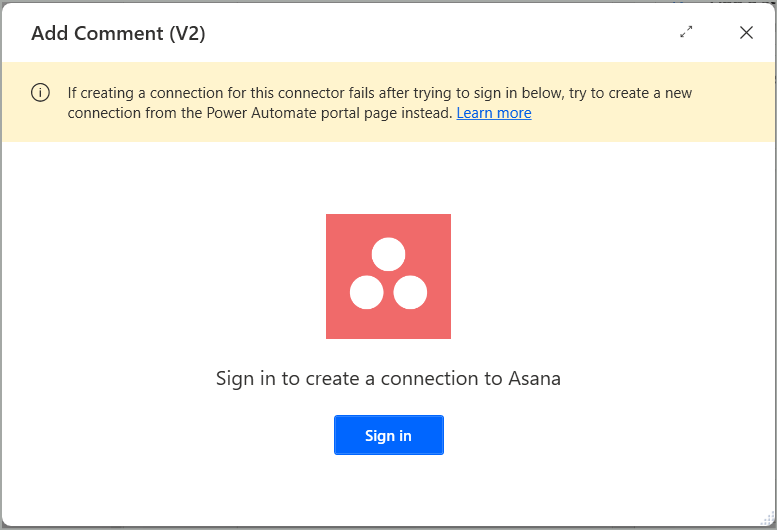 Add Comment (V2)
If creating a connection for this connector fails after trying to sign in below, try to create a new
connection from the Power Automate portal page instead. Learn more
Sign in to create a connection to Asana
Sign in